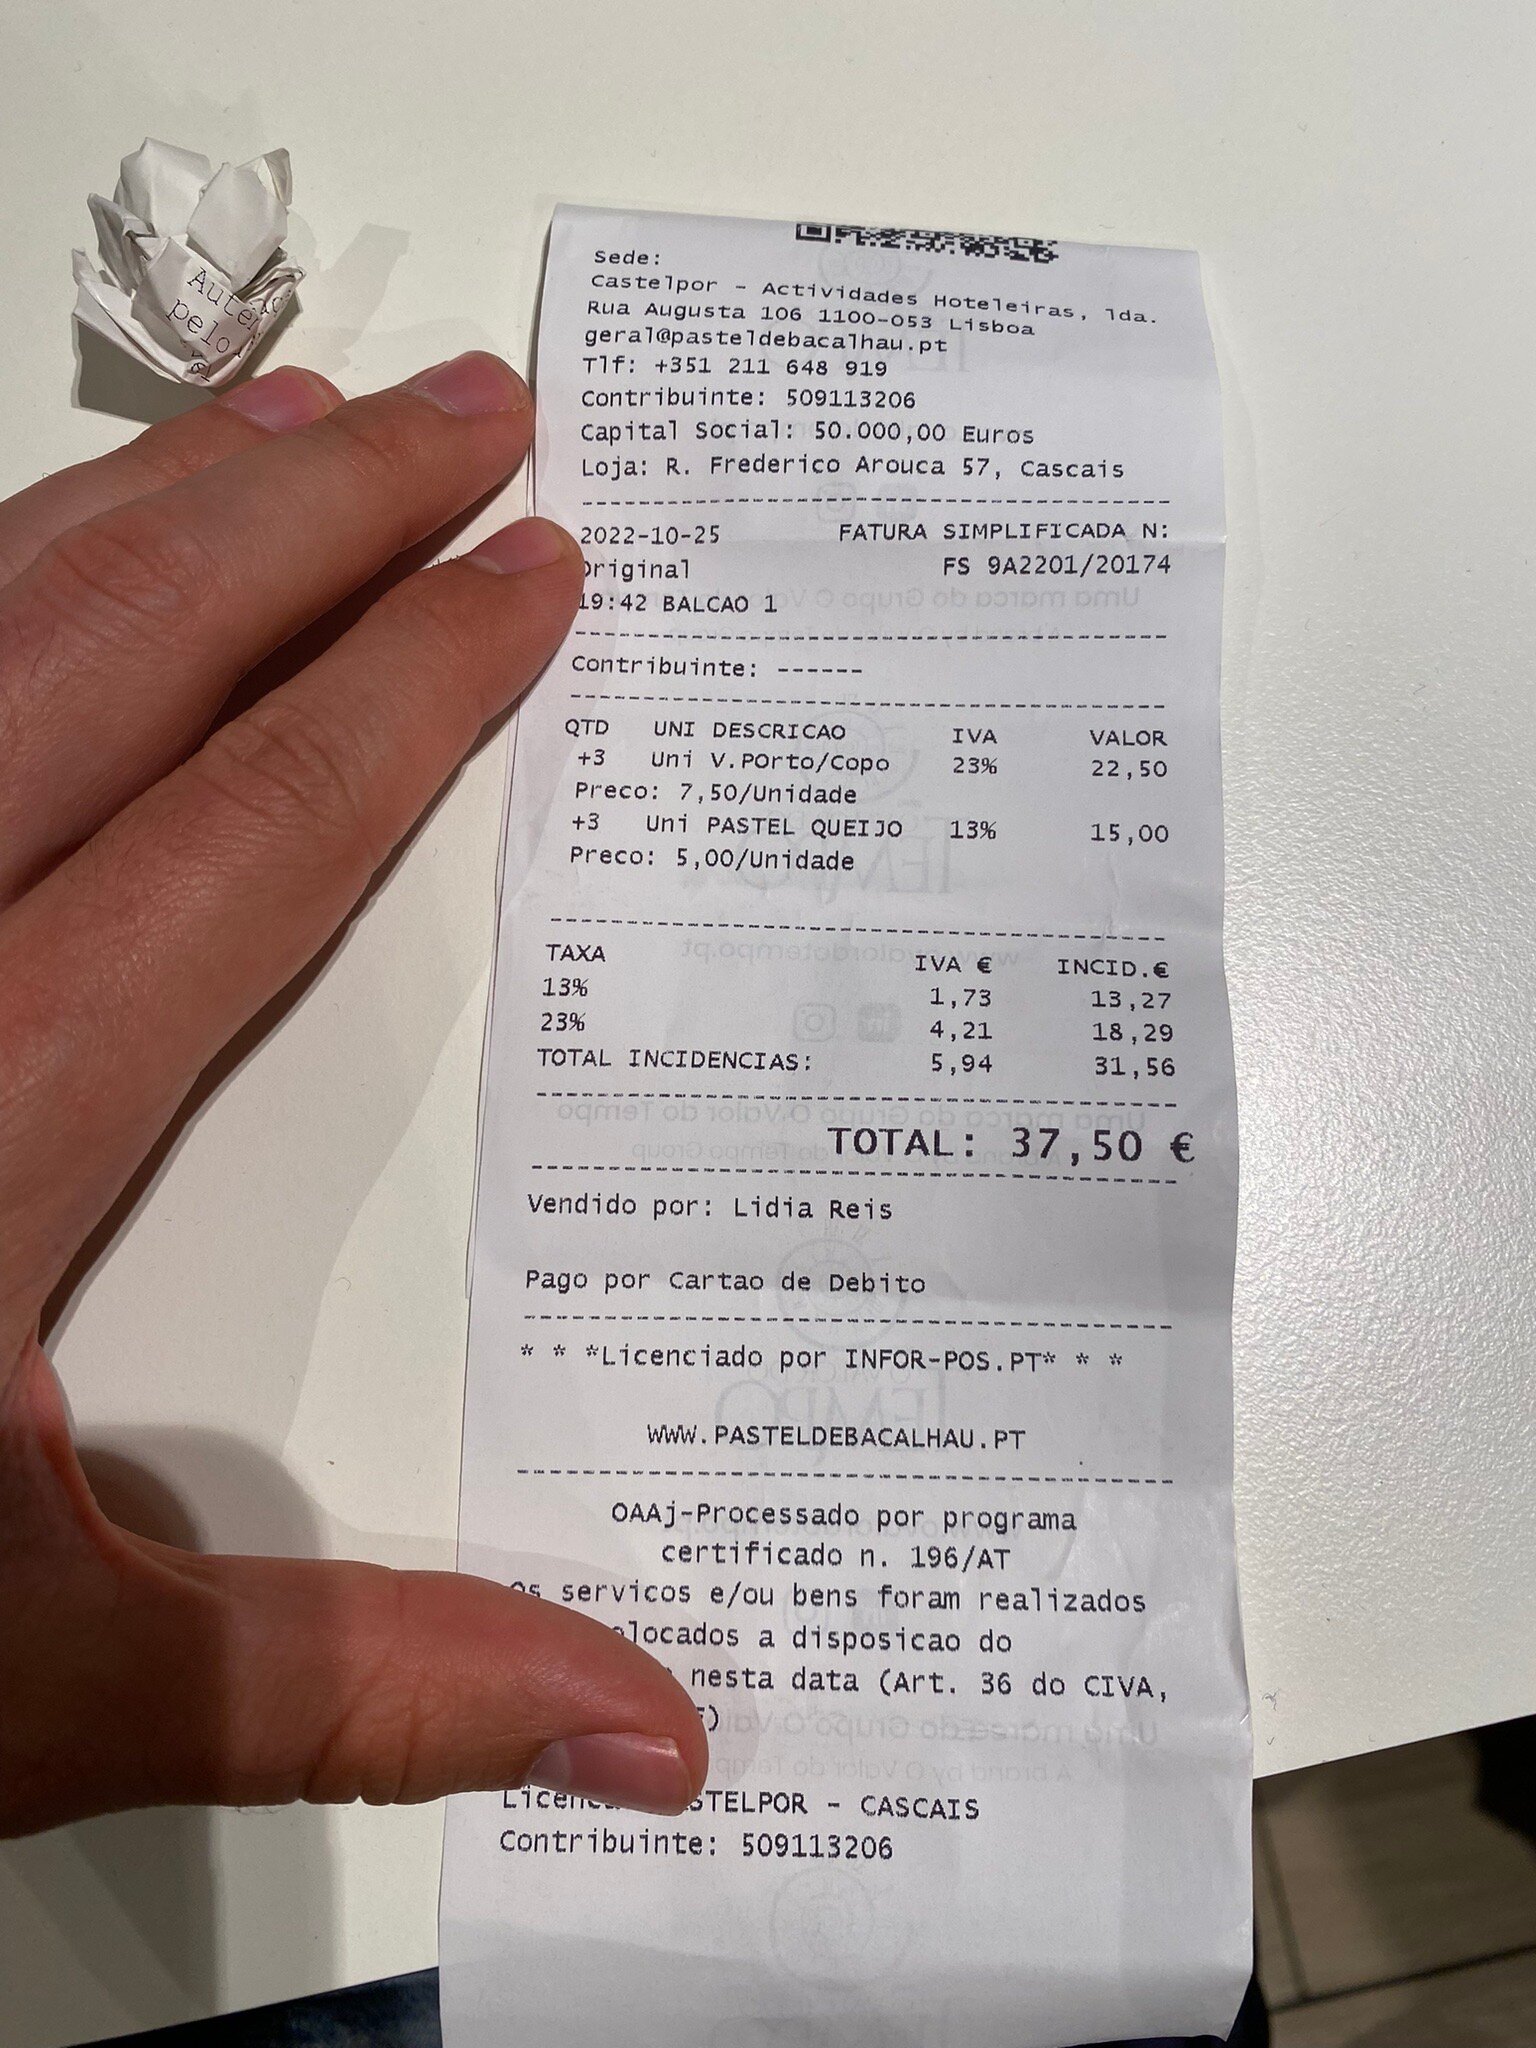 Sede:
Castelpor - Actividades Hoteleiras, lda.
Rua Augusta 106 1100-053 Lisboa
geral@pasteldebacalhau.pt
Tlf: +351 211 648 919
Contribuinte: 509113206
Capital Social: 50.000,00 Euros
Loja: R. Frederico Arouca 57, Cascais
2022-10-25 FATURA SIMPLIFICADA N:
Original FS 9A2201/20174
19:42 BALCAO 1
Contribuinte: ------
QTD UNI DESCRICAO IVA VALOR
+3 Uni V.Porto/Copo 23% 22,50
Preco: 7,50/Unidade
+3 Uni PASTEL QUEIJO 13% 15,00
Preco: 5,00/Unidade
TAXA IVA € INCID.€
13% 1,73 13,27
23% 4,21 18,29
TOTAL INCIDENCIAS: 5,94 31,56
TOTAL: 37,50 €
Vendido por: Lidia Reis
Pago por Cartao de Debito
* * *Licenciado por INFOR-POS.PT* * *
WWW.PASTELDEBACALHAU.PT
OAAj-Processado por programa
certificado n. 196/AT
Os servicos e/ou bens foram realizados
a disposicao do
nesta data (Art. 36 do CIVA,
- CASCAIS
Contribuinte: 509113206
pelo